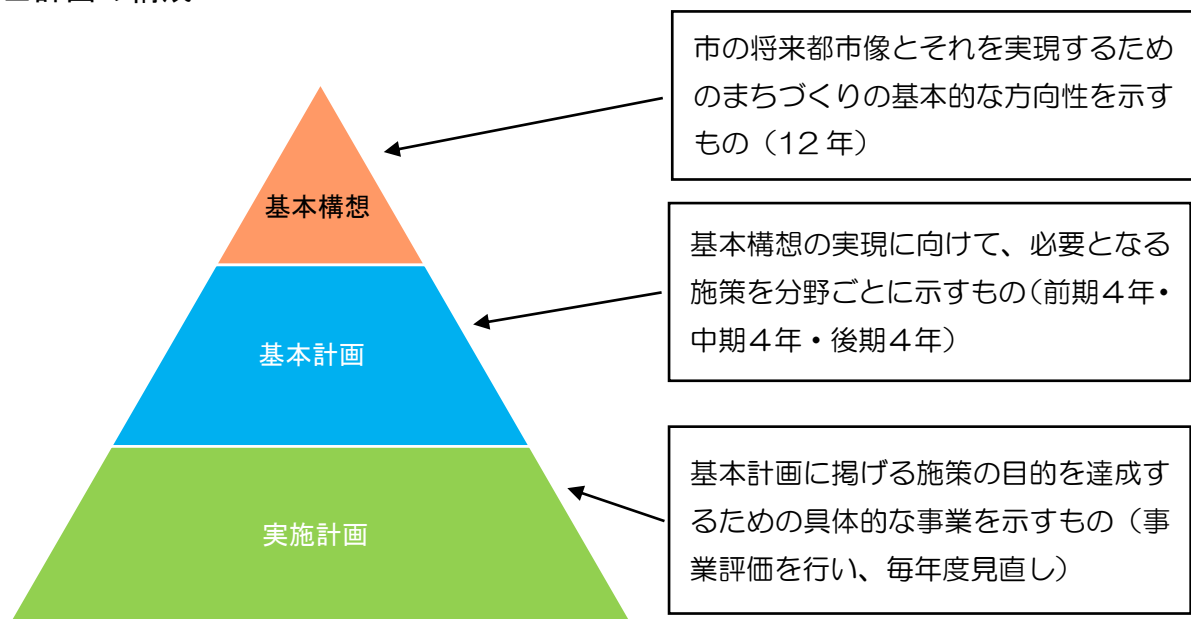 計画の構成
市の将来都市像とそれを実現するため
のまちづくりの基本的な方向性を示す
もの（12年）
基本構想
基本構想の実現に向けて、必要となる
施策を分野ごとに示すもの（前期４年・
中期４年・後期４年）
基本計画
基本計画に掲げる施策の目的を達成す
るための具体的な事業を示すもの（事
業評価を行い、毎年度見直し）
実施計画